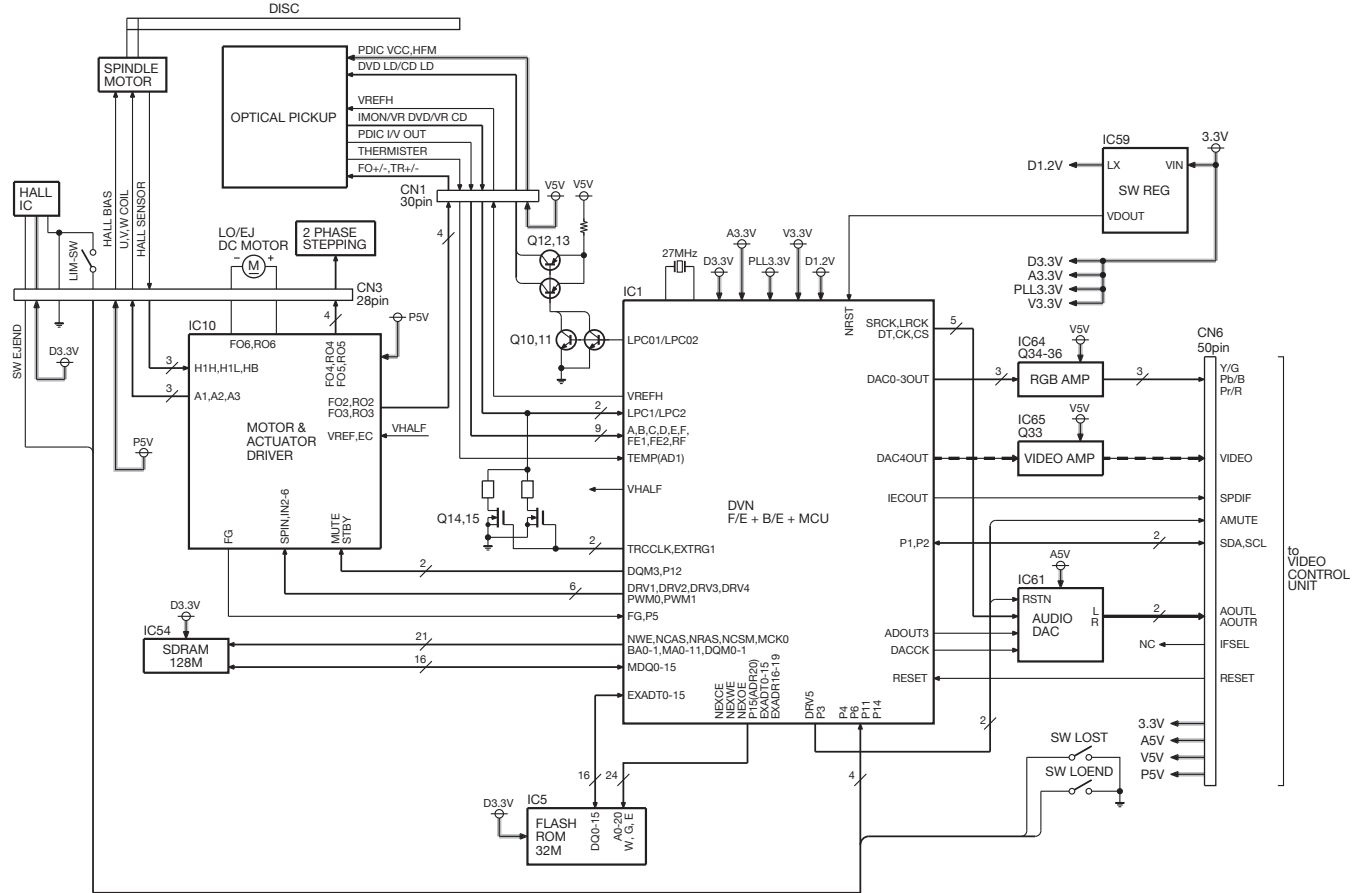 DISC
SPINDLE
MOTOR
OPTICAL PICKUP
PDIC VCC,HFM
DVD LD/CD LD
VREFH
IMON/VR DVD/VR CD
PDIC I/V OUT
THERMISTER
FO+/-,TR+/-
CN1
30pin
V5V
V5V
HALL
IC
HALL BIAS
U,V,W COIL
HALL SENSOR
LIM-SW
SW EJEND
LO/EJ
DC MOTOR
M
− +
2 PHASE
STEPPING
4
4
CN3
28pin
Q12,13
Q10,11
D3.3V
P5V
P5V
IC10
FO6,RO6
FO4,RO4
FO5,RO5
3
H1H,H1L,HB
3
A1,A2,A3
FO2,RO2
FO3,RO3
MOTOR &
ACTUATOR
DRIVER
VREF,EC
VHALF
FG
SPIN,IN2-6
MUTE
STBY
Q14,15
27MHz
D3.3V
A3.3V
PLL3.3V
V3.3V
D1.2V
IC1
NRST
LPC01/LPC02
VREFH
2
LPC1/LPC2
9
A,B,C,D,E,F,
FE1,FE2,RF
TEMP(AD1)
VHALF
2
TRCCLK,EXTRG1
2
DQM3,P12
6
DRV1,DRV2,DRV3,DRV4
PWM0,PWM1
FG,P5
21
NWE,NCAS,NRAS,NCSM,MCK0
BA0-1,MA0-11,DQM0-1
16
MDQ0-15
EXADT0-15
DVN
F/E + B/E + MCU
NEXCE
NEXWE
NEXOE
P15(ADR20)
EXADT0-15
EXADR16-19
DRV5
P3
P4
P6
P11
P14
SRCK,LRCK
DT,CK,CS
5
DAC0-3OUT
3
DAC4OUT
IECOUT
P1,P2
ADOUT3
DACCK
RESET
D3.3V
IC54
SDRAM
128M
D3.3V
IC5
FLASH
ROM
32M
16
24
DQ0-15
A0-20
W, G, E
IC59
LX
VIN
SW REG
VDOUT
D1.2V
3.3V
D3.3V
A3.3V
PLL3.3V
V3.3V
IC64
Q34-36
V5V
RGB AMP
3
IC65
Q33
V5V
VIDEO AMP
A5V
IC61
RSTN
AUDIO
DAC
L
R
2
2
2
4
NC
CN6
50pin
Y/G
Pb/B
Pr/R
VIDEO
SPDIF
AMUTE
SDA,SCL
AOUTL
AOUTR
IFSEL
RESET
3.3V
A5V
V5V
P5V
to
VIDEO
CONTROL
UNIT
SW LOST
SW LOEND